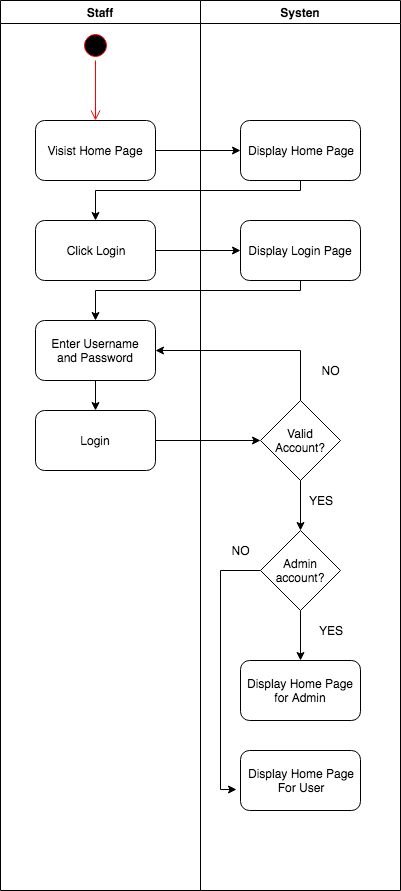 Staff
Systen
Visist Home Page
Display Home Page
Click Login
Display Login Page
Enter Username
and Password
NO
Login
Valid
Account?
YES
NO
Admin
account?
YES
Display Home Page
for Admin
Display Home Page
For User